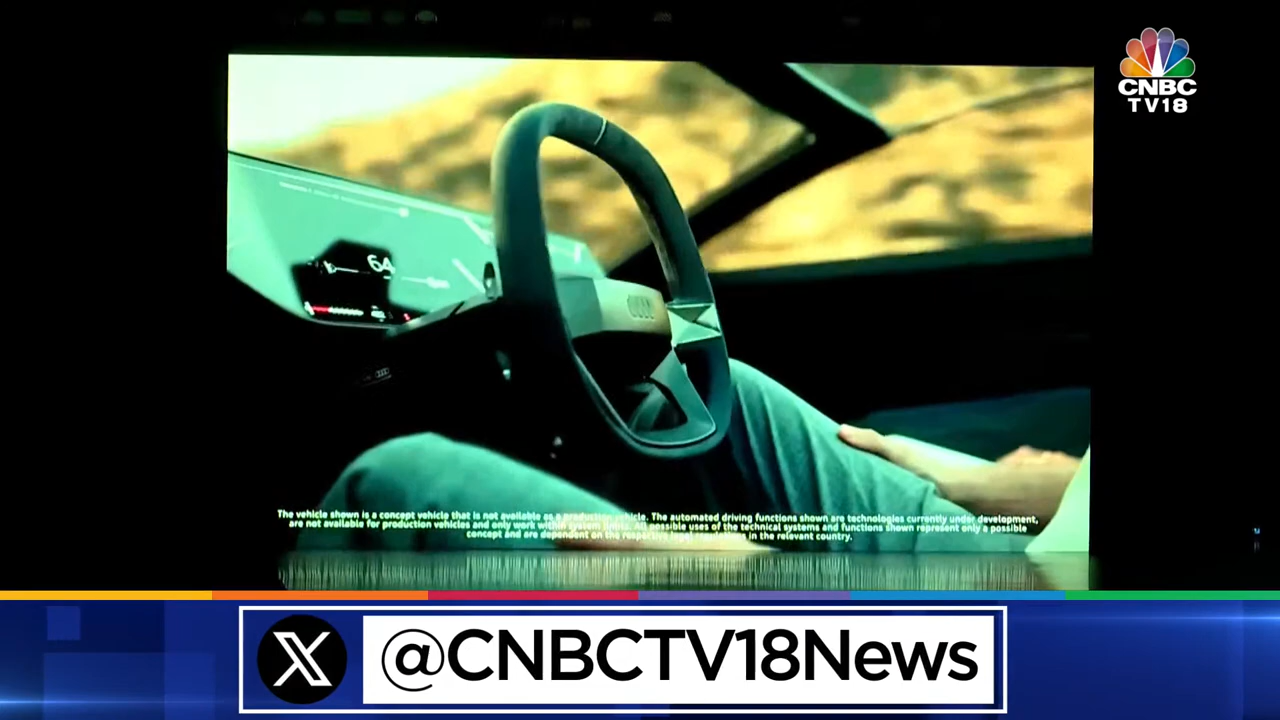 CNBC
TV18
64
The vehicle shown is a concept vehicle that is not available as a production vehicle. The automated driving functions shown are technologies currently under development,
are not available for production vehicles and only work within system limits. All possible uses of the technical systems and functions shown represent only a possible
concept and are dependent on the respective legal regulations in the relevant country.
X @CNBCTV18News